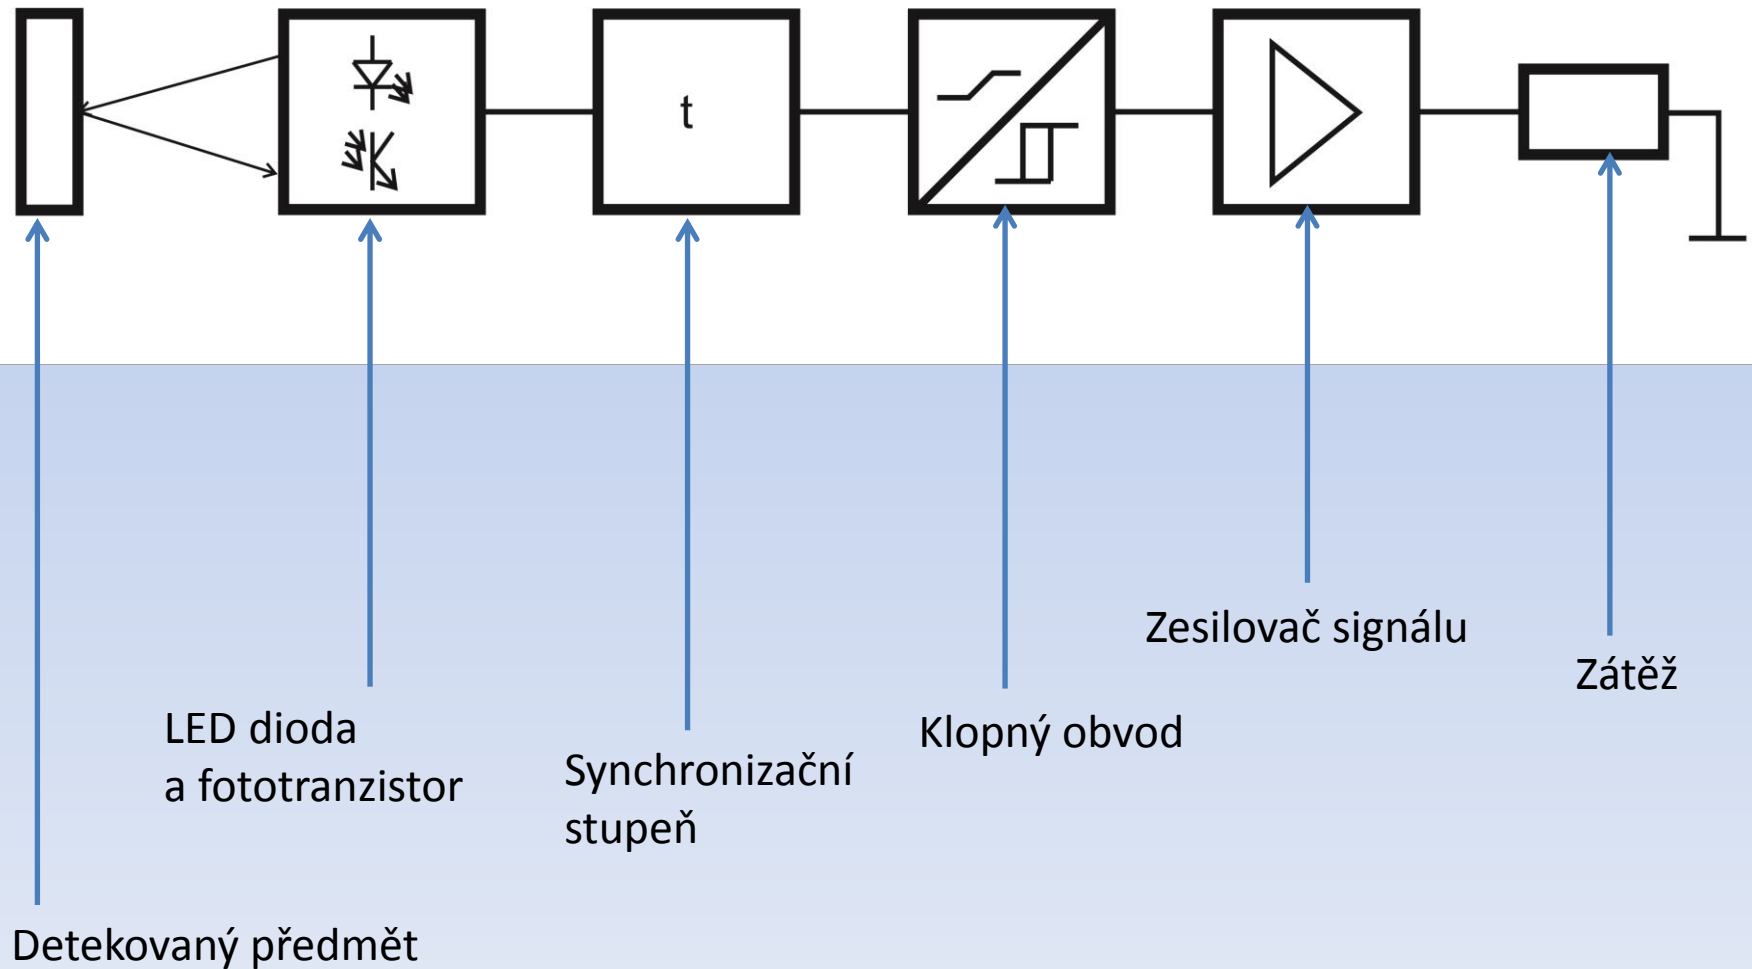 t
Zesilovač signálu
Zátěž
LED dioda
a fototranzistor
Klopný obvod
Synchronizační
stupeň
Detekovaný předmět